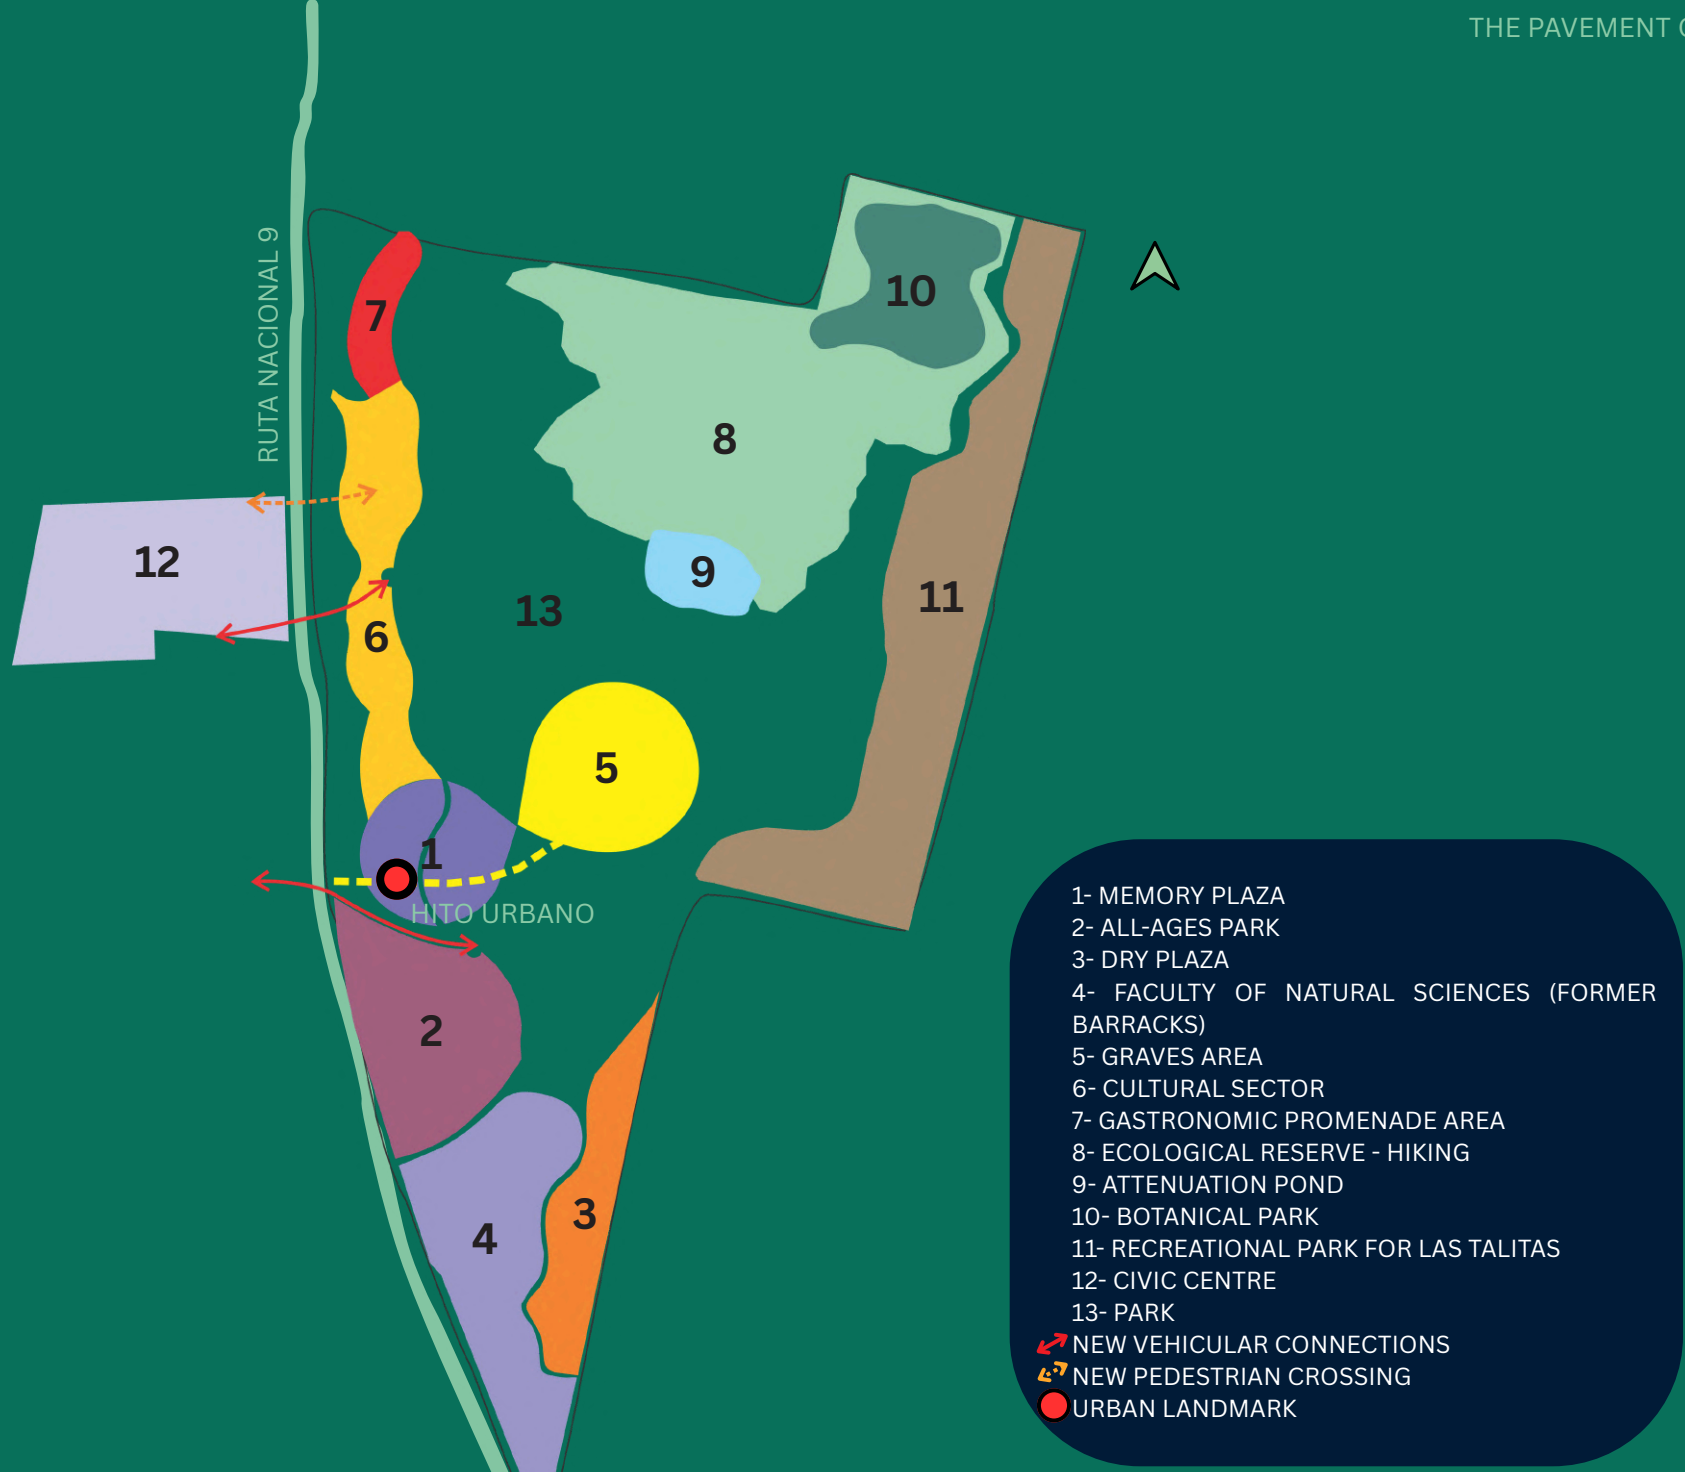 THE PAVEMENT
RUTA NACIONAL 9
7
10
8
12
9
13
11
6
5
1
HITO URBANO
2
3
4
1- MEMORY PLAZA
2- ALL-AGES PARK
3- DRY PLAZA
4- FACULTY OF NATURAL SCIENCES (FORMER
BARRACKS)
5- GRAVES AREA
6- CULTURAL SECTOR
7- GASTRONOMIC PROMENADE AREA
8- ECOLOGICAL RESERVE - HIKING
9- ATTENUATION POND
10- BOTANICAL PARK
11- RECREATIONAL PARK FOR LAS TALITAS
12- CIVIC CENTRE
13- PARK
NEW VEHICULAR CONNECTIONS
NEW PEDESTRIAN CROSSING
URBAN LANDMARK